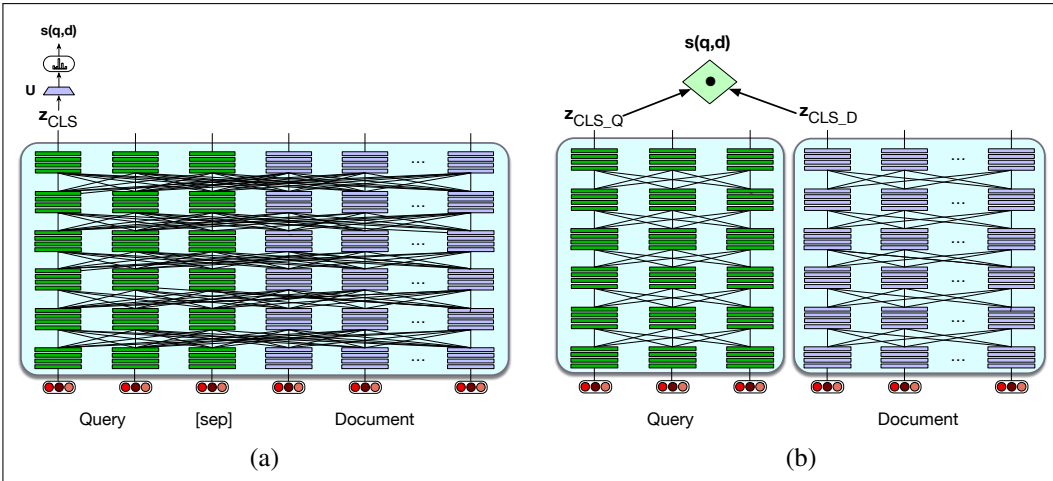 s(q,d)
U
zCLS
...
...
...
...
...
...
Query [sep] Document
(a)
s(q,d)
zCLS_Q zCLS_D
...
...
...
...
...
...
Query Document
(b)